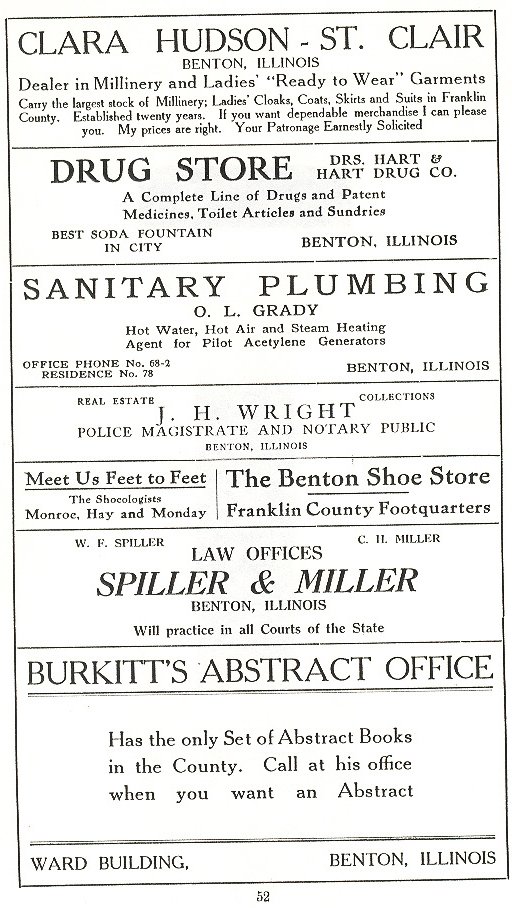 CLARA HUDSON - ST. CLAIR
BENTON, ILLINOIS
Dealer in Millinery and Ladies' "Ready to Wear" Garments
Carry the largest stock of Millinery; Ladies' Cloaks, Coats, Skirts and Suits in Franklin
County. Established twenty years. If you want dependable merchandise I can please
you. My prices are right. Your Patronage Earnestly Solicited
DRUG STORE
DRS. HART &
HART DRUG CO.
A Complete Line of Drugs and Patent
Medicines, Toilet Articles and Sundries
BEST SODA FOUNTAIN
IN CITY
BENTON, ILLINOIS
SANITARY PLUMBING
O. L. GRADY
Hot Water, Hot Air and Steam Heating
Agent for Pilot Acetylene Generators
OFFICE PHONE No. 68-2
RESIDENCE No. 78
BENTON, ILLINOIS
REAL ESTATE
COLLECTIONS
J. H. WRIGHT
POLICE MAGISTRATE AND NOTARY PUBLIC
BENTON, ILLINOIS
Meet Us Feet to Feet
The Shocologists
Monroe, Hay and Monday
The Benton Shoe Store
Franklin County Footquarters
W. F. SPILLER
C. H. MILLER
LAW OFFICES
SPILLER & MILLER
BENTON, ILLINOIS
Will practice in all Courts of the State
BURKITT'S ABSTRACT OFFICE
Has the only Set of Abstract Books
in the County. Call at his office
when you want an Abstract
WARD BUILDING,
BENTON, ILLINOIS
52